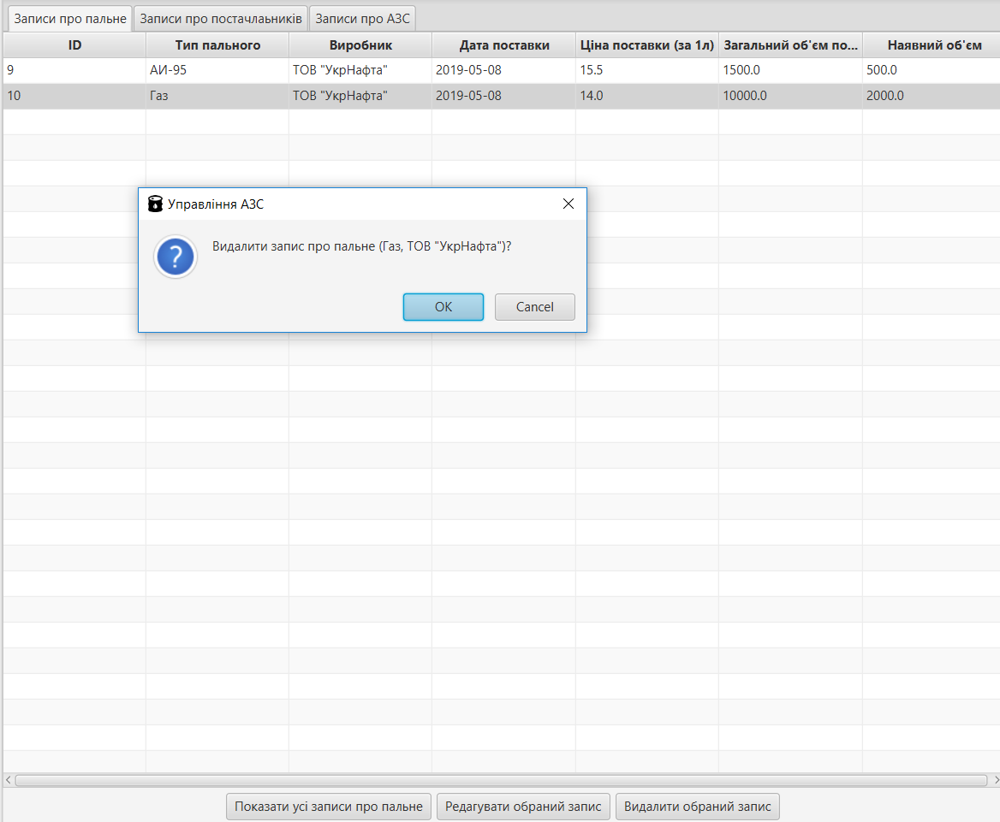 Записи про пальне Записи про постачлаьників Записи про АЗС
ID Тип пального Виробник Дата поставки Ціна поставки (за 1л) Загальний об'єм по... Наявний об'єм
9 АИ-95 ТОВ "УкрНафта" 2019-05-08 15.5 1500.0 500.0
10 Газ ТОВ "УкрНафта" 2019-05-08 14.0 10000.0 2000.0
Управління АЗС
Видалити запис про пальне (Газ, ТОВ "УкрНафта")?
OK Cancel
Показати усі записи про пальне Редагувати обраний запис Видалити обраний запис